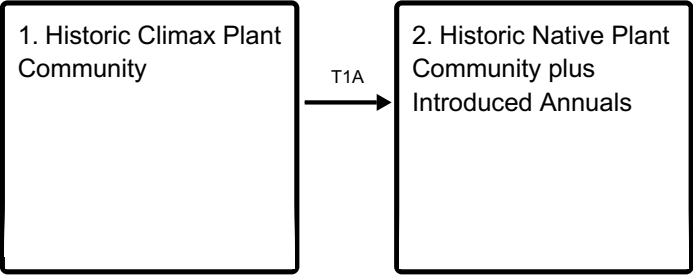 1. Historic Climax Plant
Community
T1A
2. Historic Native Plant
Community plus
Introduced Annuals